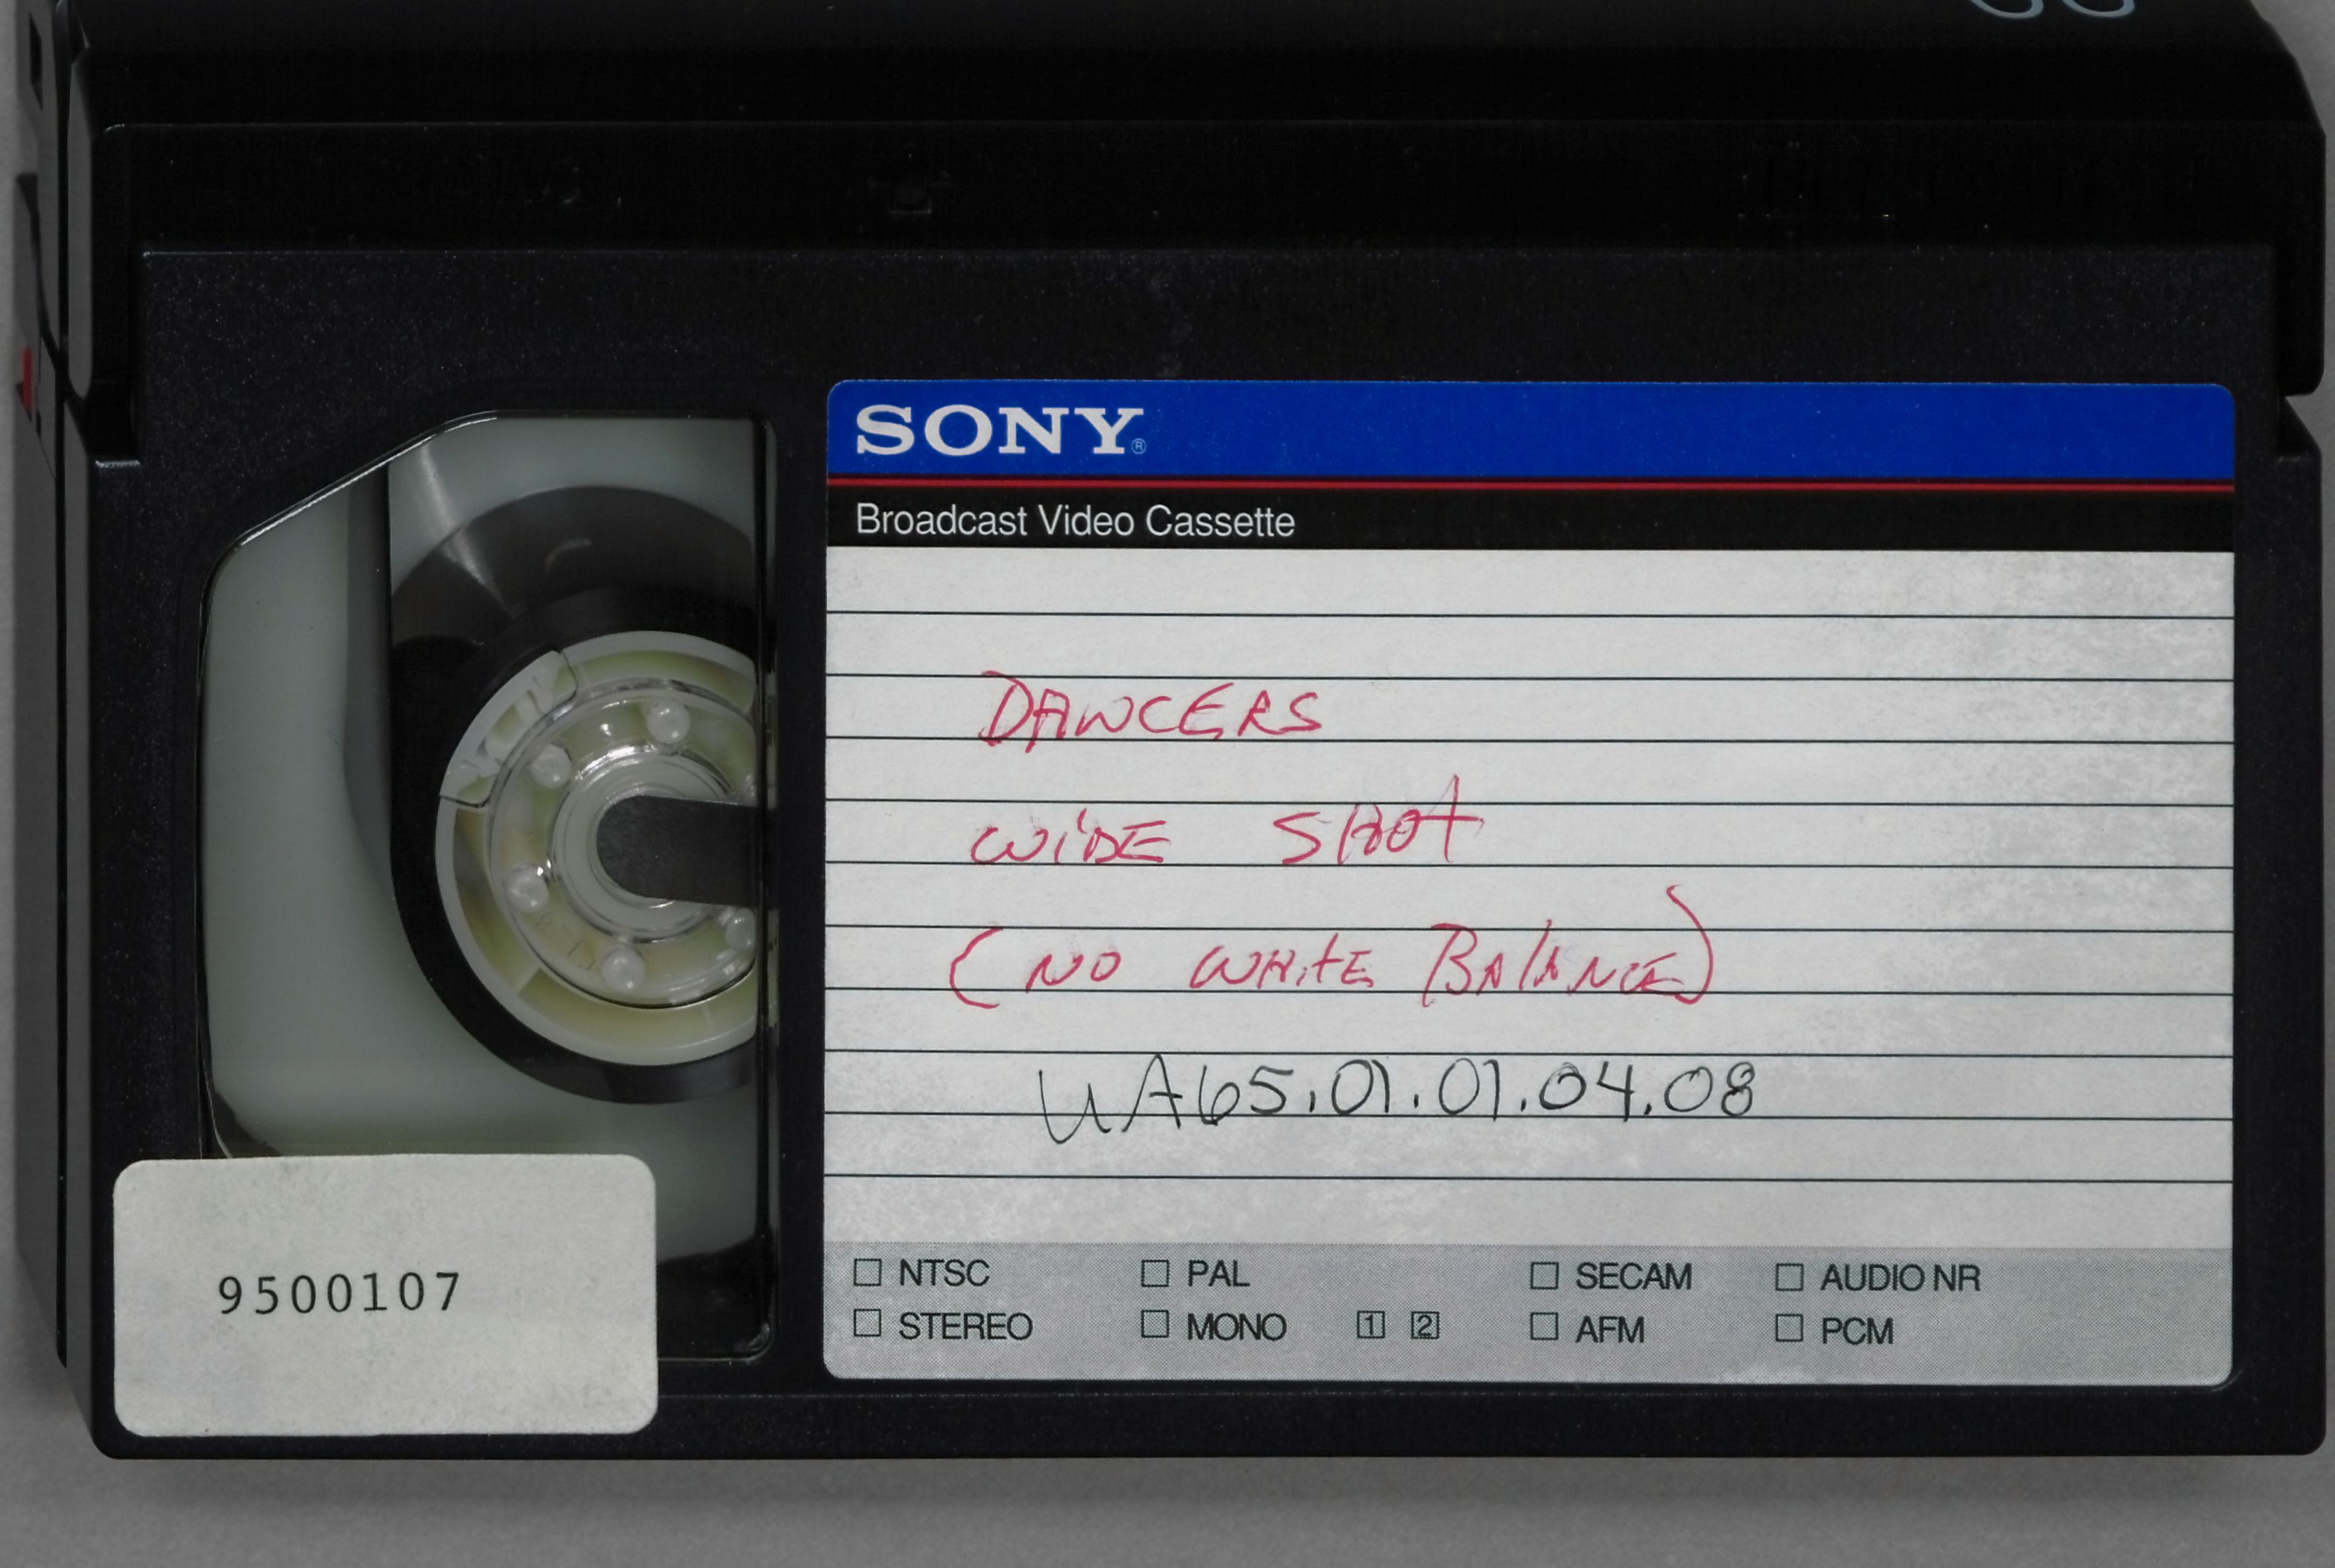 SONY®
Broadcast Video Cassette
DANCERS
WIDE SHOT
(NO WHITE BALANCE)
UA65.01.01.04.08
9500107
NTSC PAL SECAM AUDIO NR
STEREO MONO 1 2 AFM PCM